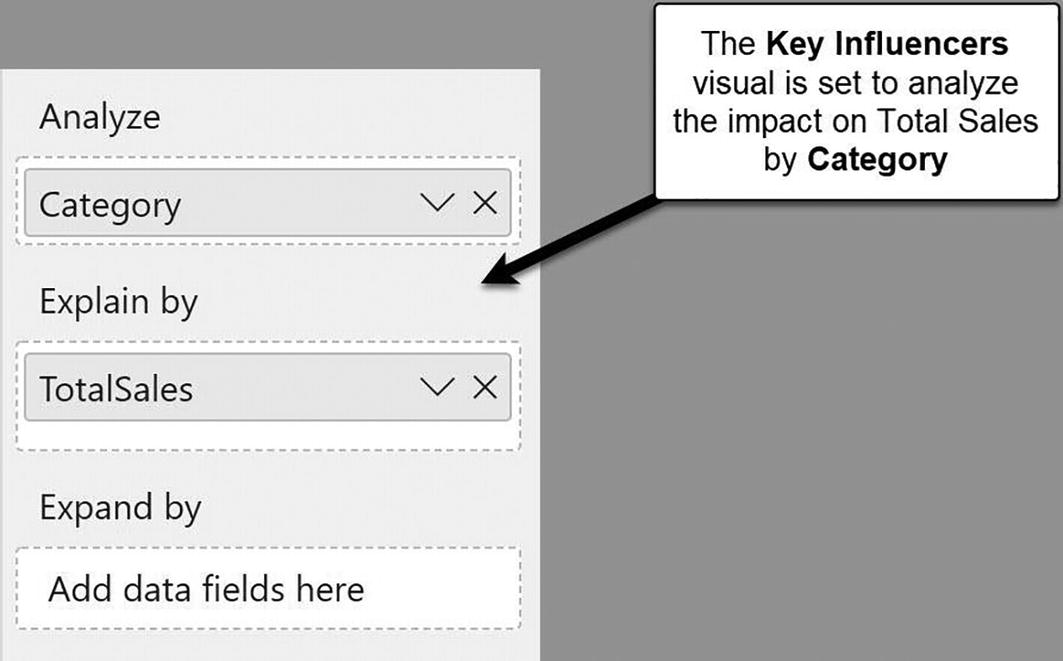 The Key Influencers
visual is set to analyze
the impact on Total Sales
by Category
Analyze
Category
Explain by
TotalSales
Expand by
Add data fields here